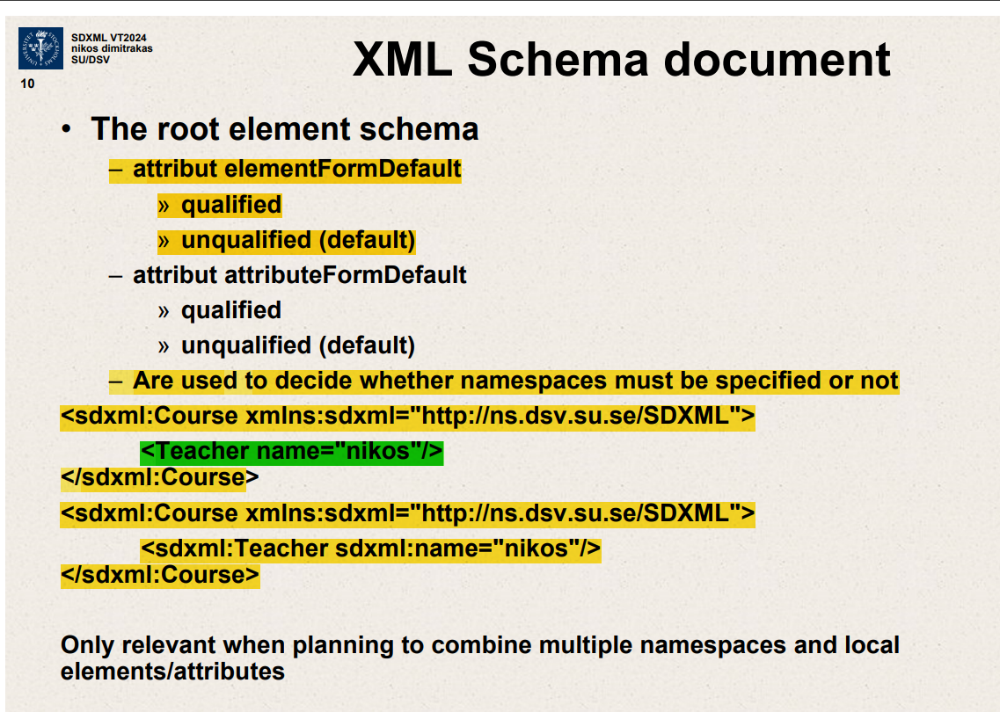 SDXML VT2024
nikos dimitrakas
SU/DSV
10
XML Schema document
• The root element schema
– attribut elementFormDefault
» qualified
» unqualified (default)
– attribut attributeFormDefault
» qualified
» unqualified (default)
– Are used to decide whether namespaces must be specified or not
<sdxml:Course xmlns:sdxml="http://ns.dsv.su.se/SDXML">
<Teacher name="nikos"/>
</sdxml:Course>
<sdxml:Course xmlns:sdxml="http://ns.dsv.su.se/SDXML">
<sdxml:Teacher sdxml:name="nikos"/>
</sdxml:Course>
Only relevant when planning to combine multiple namespaces and local
elements/attributes